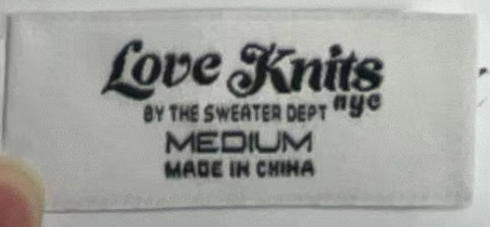 Love Knits
nyc
BY THE SWEATER DEPT
MEDIUM
MADE IN CHINA